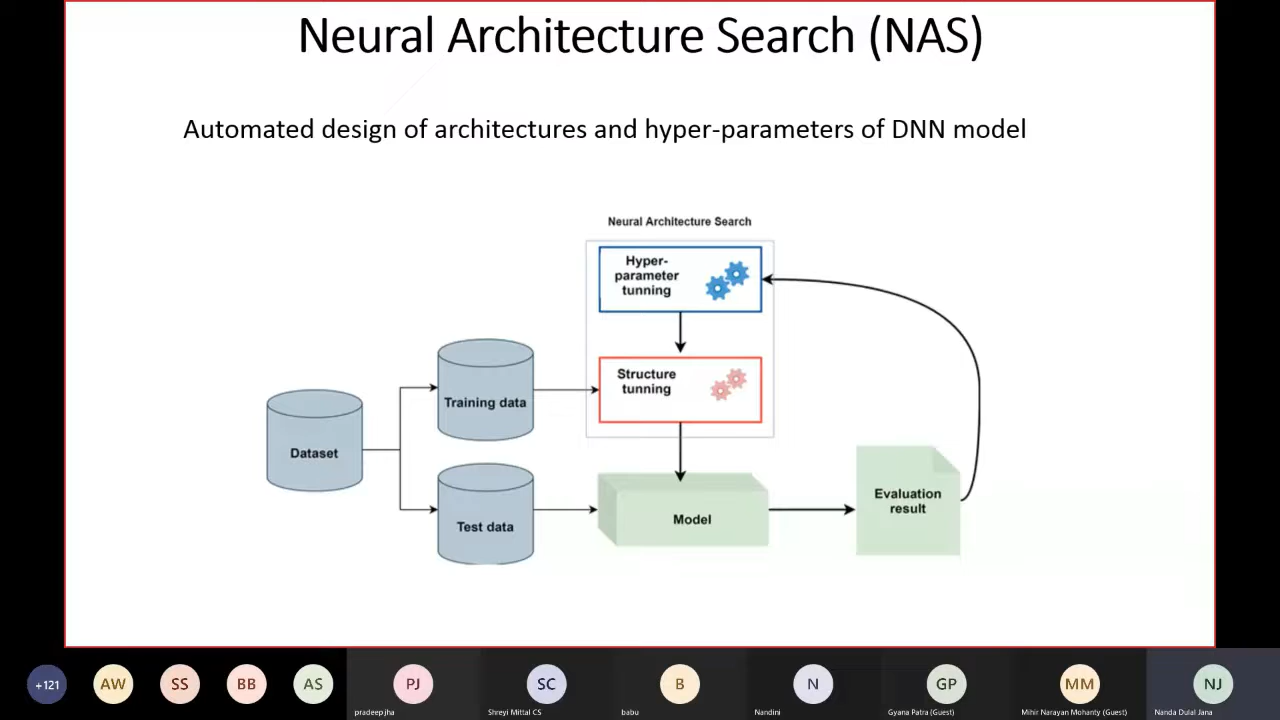 Neural Architecture Search (NAS)
Automated design of architectures and hyper-parameters of DNN model
Neural Architecture Search
Hyper-
parameter
tunning
Structure
tunning
Training data
Dataset
Test data
Model
Evaluation
result
+121
AW
SS
BB
AS
PJ
SC
B
N
GP
MM
NJ
pradeep jha
Shreyi Mittal CS
babu
Nandini
Gyana Patra (Guest)
Mihir Narayan Mohanty (Guest)
Nanda Dulal Jana